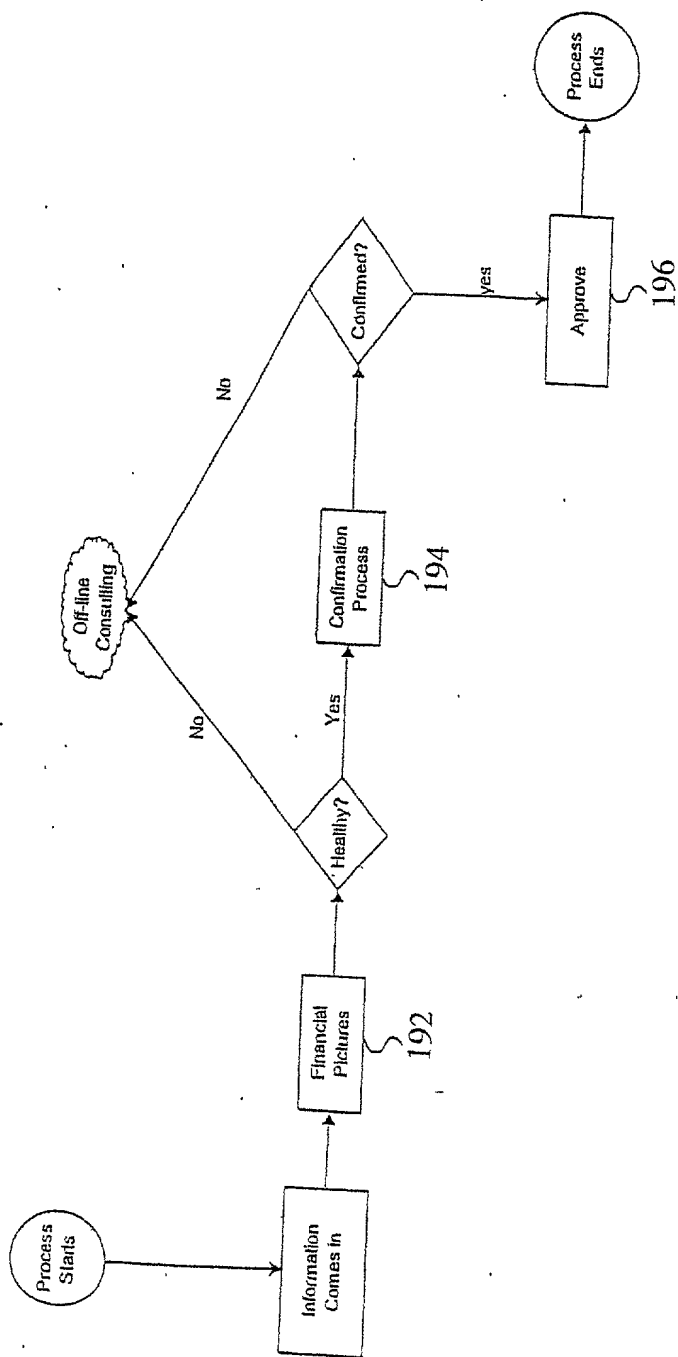 Process
Starts
Information
Comes in
Financial
Pictures
192
Healthy?
No
Yes
Off-line
Consulting
Confirmation
Process
194
Confirmed?
No
yes
Approve
196
Process
Ends